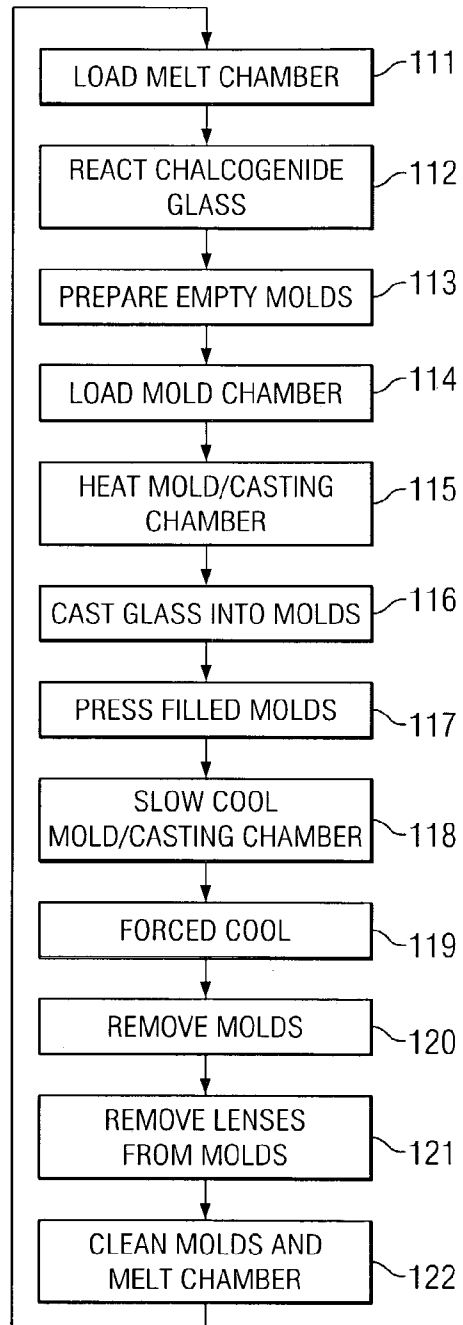 LOAD MELT CHAMBER
111
REACT CHALCOGENIDE
GLASS
112
PREPARE EMPTY MOLDS
113
LOAD MOLD CHAMBER
114
HEAT MOLD/CASTING
CHAMBER
115
CAST GLASS INTO MOLDS
116
PRESS FILLED MOLDS
117
SLOW COOL
MOLD/CASTING CHAMBER
118
FORCED COOL
119
REMOVE MOLDS
120
REMOVE LENSES
FROM MOLDS
121
CLEAN MOLDS AND
MELT CHAMBER
122